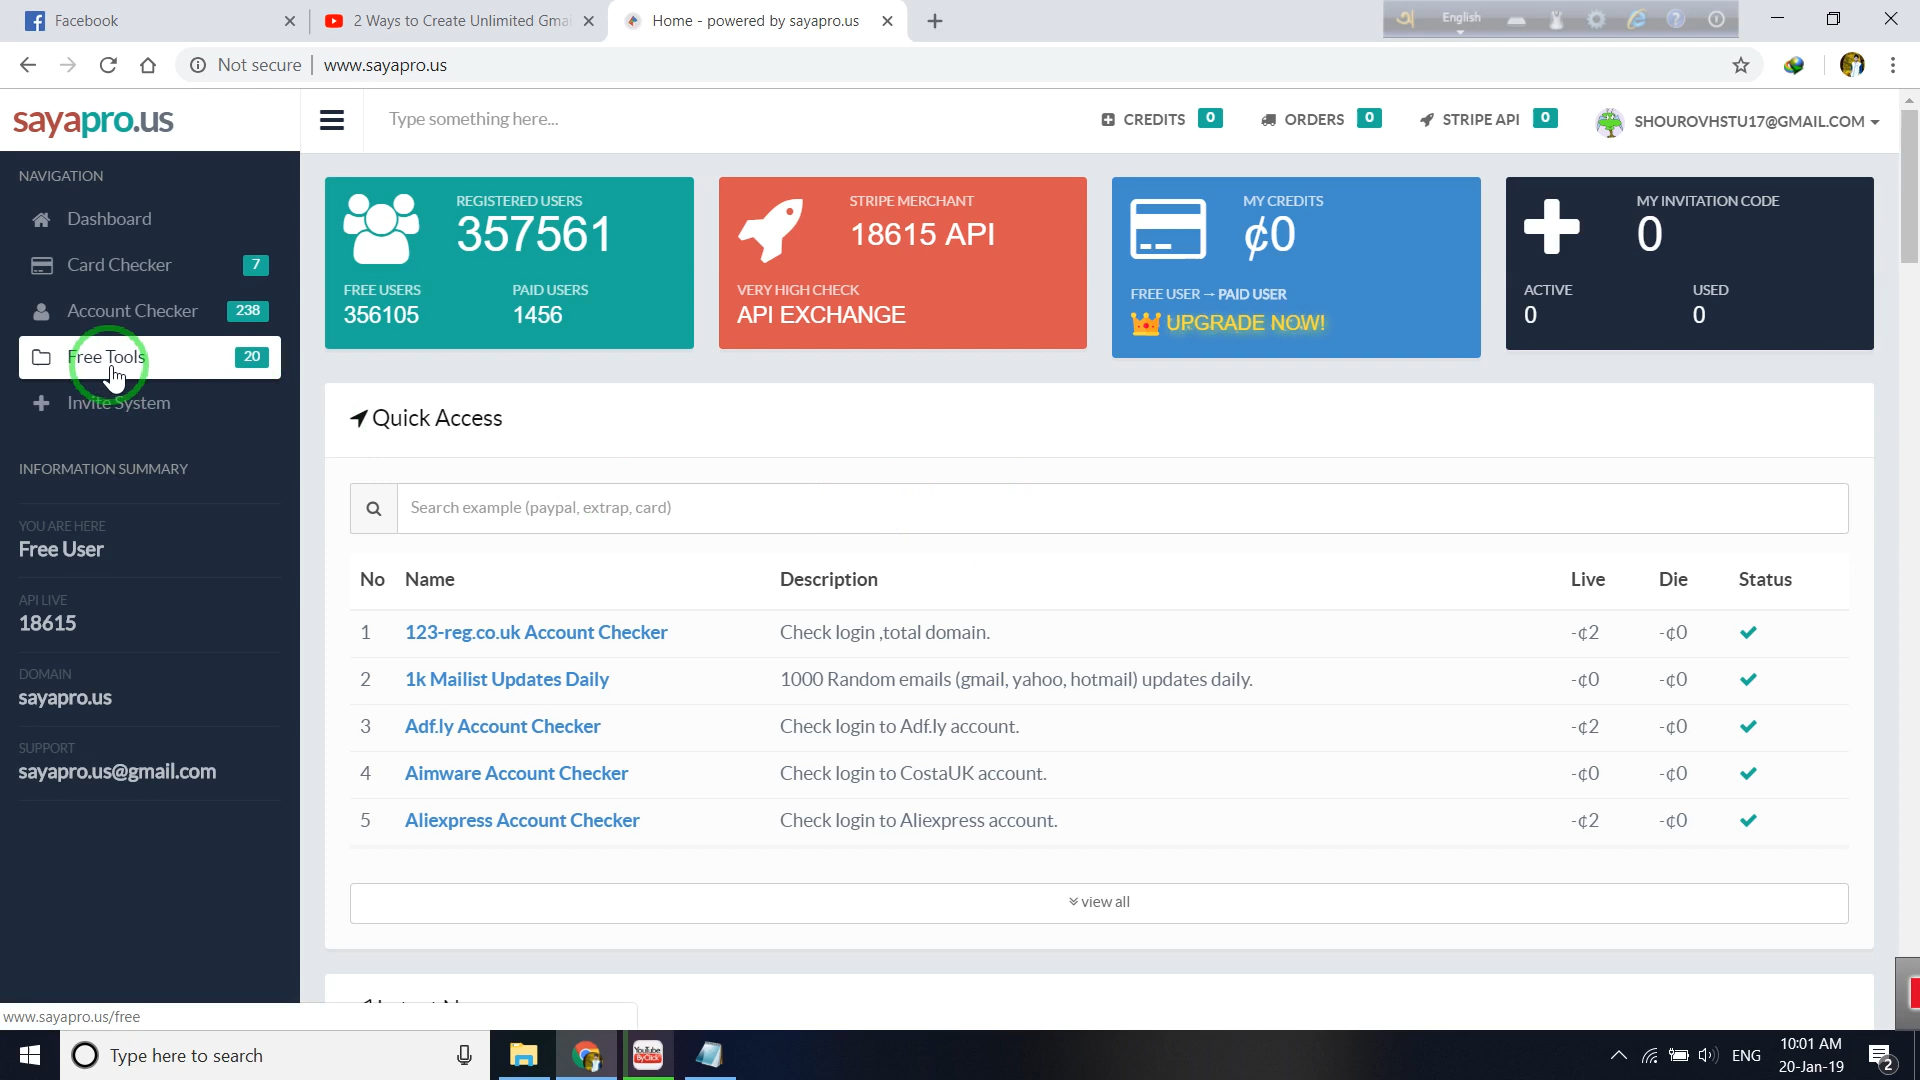 Facebook
2 Ways to Create Unlimited Gmai
Home - powered by sayapro.us
English
Not secure
www.sayapro.us
sayapro.us
Type something here...
CREDITS 0
ORDERS 0
STRIPE API 0
SHOUROVHSTU17@GMAIL.COM
NAVIGATION
Dashboard
Card Checker 7
Account Checker 238
Free Tools 20
Invite System
INFORMATION SUMMARY
YOU ARE HERE
Free User
API LIVE
18615
DOMAIN
sayapro.us
SUPPORT
sayapro.us@gmail.com
REGISTERED USERS
357561
FREE USERS
356105
PAID USERS
1456
STRIPE MERCHANT
18615 API
VERY HIGH CHECK
API EXCHANGE
MY CREDITS
¢0
FREE USER → PAID USER
UPGRADE NOW!
MY INVITATION CODE
0
ACTIVE
0
USED
0
Quick Access
Search example (paypal, extrap, card)
No Name Description Live Die Status
1 123-reg.co.uk Account Checker Check login ,total domain. -¢2 -¢0
2 1k Mailist Updates Daily 1000 Random emails (gmail, yahoo, hotmail) updates daily. -¢0 -¢0
3 Adf.ly Account Checker Check login to Adf.ly account. -¢2 -¢0
4 Aimware Account Checker Check login to CostaUK account. -¢0 -¢0
5 Aliexpress Account Checker Check login to Aliexpress account. -¢2 -¢0
view all
www.sayapro.us/free
Type here to search
YouTube
ByClick
ENG
10:01 AM
20-Jan-19
2